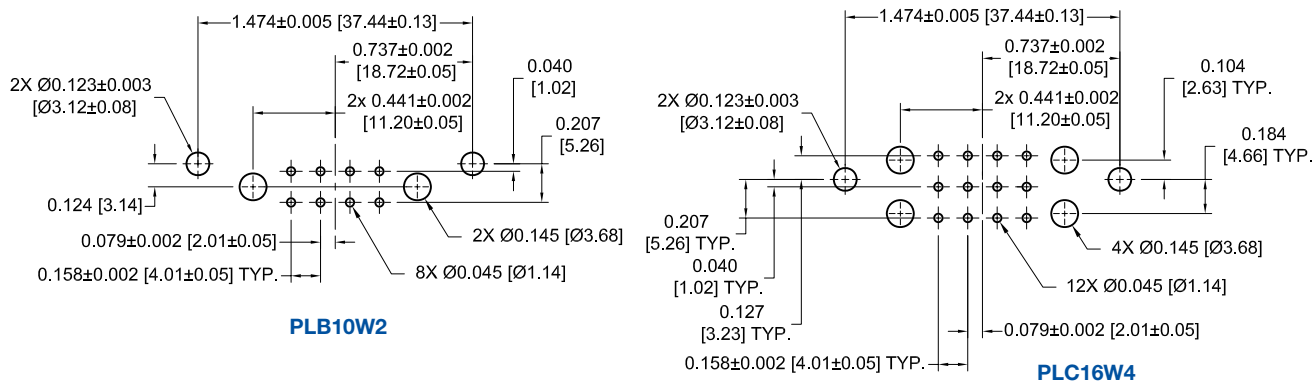 1.474±0.005 [37.44±0.13]
0.737±0.002
[18.72±0.05]
0.040
[1.02]
2X Ø0.123±0.003
[Ø3.12±0.08]
2x 0.441±0.002
[11.20±0.05]
0.207
[5.26]
0.124 [3.14]
0.079±0.002 [2.01±0.05]
2X Ø0.145 [Ø3.68]
0.158±0.002 [4.01±0.05] TYP.
8X Ø0.045 [Ø1.14]
PLB10W2
1.474±0.005 [37.44±0.13]
0.737±0.002
[18.72±0.05]
0.104
[2.63] TYP.
2X Ø0.123±0.003
[Ø3.12±0.08]
2x 0.441±0.002
[11.20±0.05]
0.184
[4.66] TYP.
0.207
[5.26] TYP.
4X Ø0.145 [Ø3.68]
0.040
[1.02] TYP.
12X Ø0.045 [Ø1.14]
0.127
[3.23] TYP.
0.079±0.002 [2.01±0.05]
0.158±0.002 [4.01±0.05] TYP.
PLC16W4